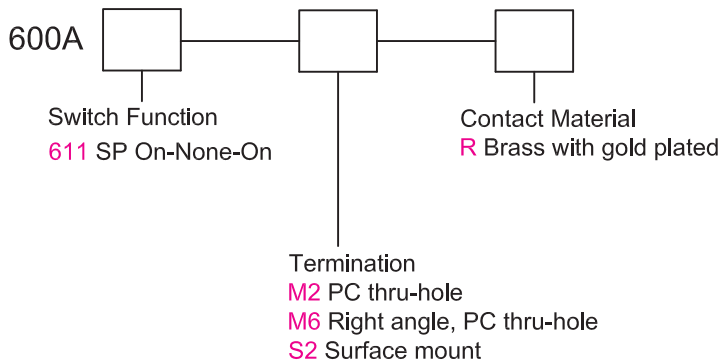 600A
Switch Function
611 SP On-None-On
Contact Material
R Brass with gold plated
Termination
M2 PC thru-hole
M6 Right angle, PC thru-hole
S2 Surface mount